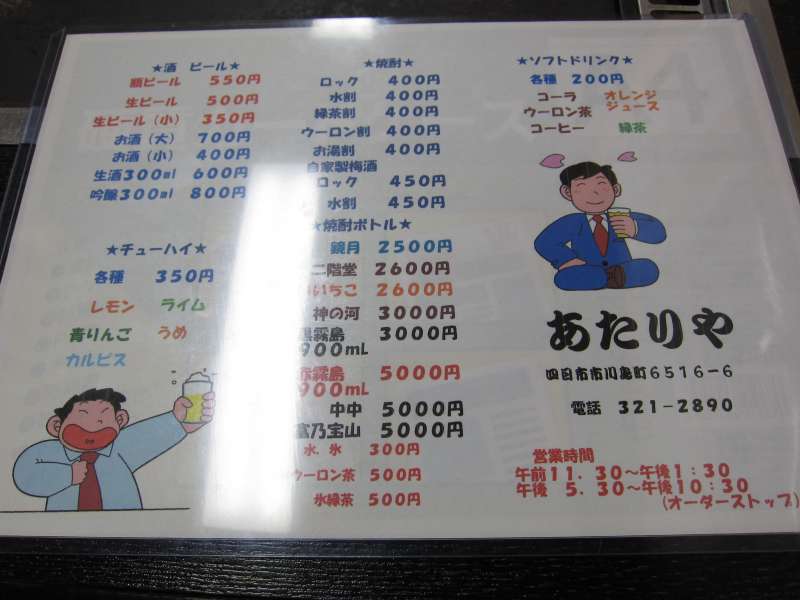 ★酒 ビール★
瓶ビール 550円
生ビール 500円
生ビール(小) 350円
お酒(大) 700円
お酒(小) 400円
生酒300ml 600円
吟醸300ml 800円
★チューハイ★
各種 350円
レモン ライム
青りんご うめ
カルピス
★焼酎★
ロック 400円
水割 400円
緑茶割 400円
ウーロン割 400円
お湯割 400円
自家製梅酒
ロック 450円
水割 450円
★焼酎ボトル★
鏡月 2500円
二階堂 2600円
いいちこ 2600円
神の河 3000円
黒霧島 3000円
900mL
赤霧島 5000円
900mL
中中 5000円
富乃宝山 5000円
水、氷 300円
ウーロン茶 500円
氷緑茶 500円
★ソフトドリンク★
各種 200円
コーラ オレンジ
ウーロン茶 ジュース
コーヒー 緑茶
あたりや
四日市市川島町6516-6
電話 321-2890
営業時間
午前11.30~午後1:30
午後 5.30~午後10:30
(オーダーストップ)